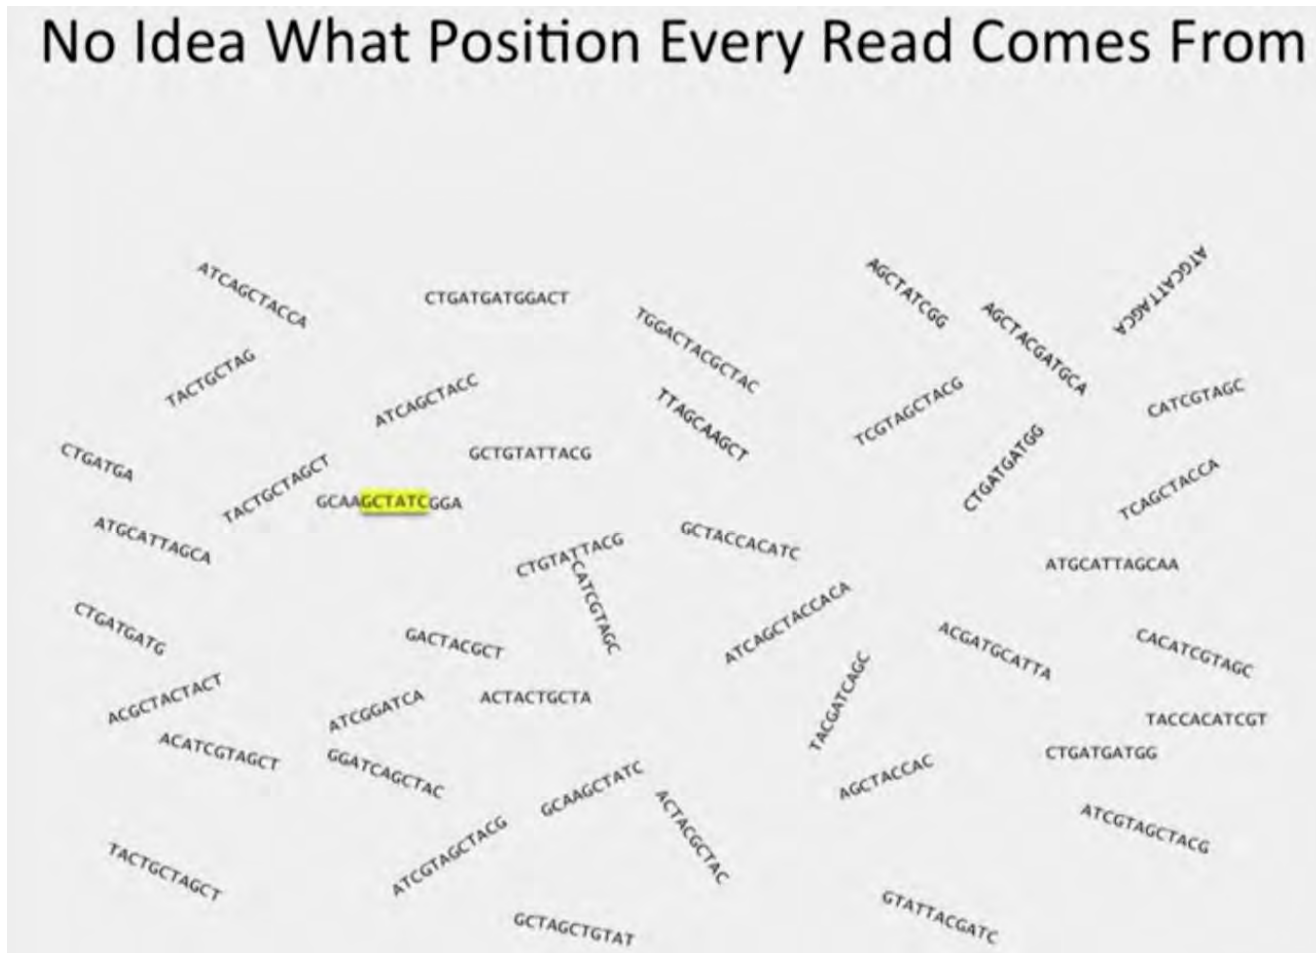 No Idea What Position Every Read Comes From
ATCAGCTACCA
CTGATGATGGACT
AGCTATCGG
ATGCATTAGCA
TGGACTACGCTAC
AGCTACGATGCA
TACTGCTAG
ATCAGCTACC
TTAGCAAGCT
TCGTAGCTACG
CATCGTAGC
CTGATGA
TACTGCTAGCT
GCTGTATTACG
CTGATGATGG
TCAGCTACCA
GCAAGCTATCGGA
ATGCATTAGCA
CTGTATTACG
GCTACCACATC
ATGCATTAGCAA
CATCGTAGC
ATCAGCTACCACA
CTGATGATG
GACTACGCT
ACGATGCATTA
CACATCGTAGC
ACGCTACTACT
ATCGGATCA
ACTACTGCTA
TACGATCAGC
TACCACATCGT
ACATCGTAGCT
GGATCAGCTAC
CTGATGATGG
GCAAGCTATC
AGCTACCAC
ATCGTAGCTACG
ACTACGCTAC
ATCGTAGCTACG
TACTGCTAGCT
GCTAGCTGTAT
GTATTACGATC